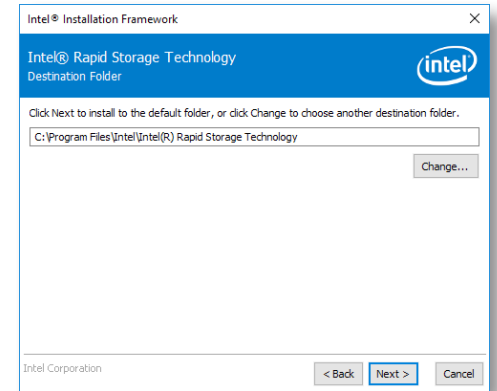 Intel® Installation Framework
Intel® Rapid Storage Technology
Destination Folder
intel
Click Next to install to the default folder, or click Change to choose another destination folder.
C:\Program Files\Intel\Intel(R) Rapid Storage Technology
Change...
Intel Corporation
< Back
Next >
Cancel